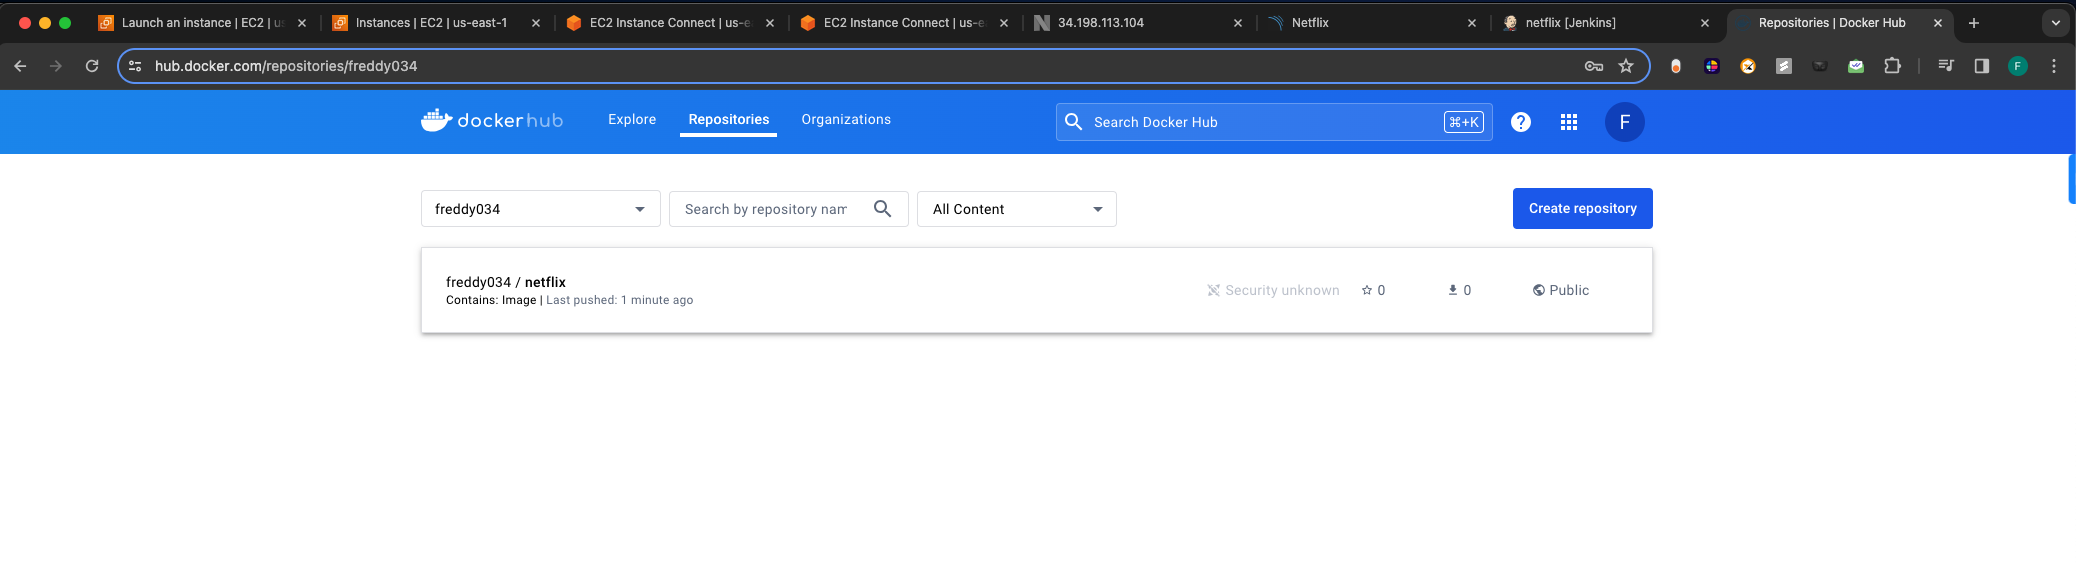 Launch an instance | EC2 | us
Instances | EC2 | us-east-1
EC2 Instance Connect | us-e
EC2 Instance Connect | us-e
34.198.113.104
Netflix
netflix [Jenkins]
Repositories | Docker Hub
hub.docker.com/repositories/freddy034
F
dockerhub
Explore
Repositories
Organizations
Search Docker Hub
⌘+K
?
F
freddy034
Search by repository nam
All Content
Create repository
freddy034 / netflix
Contains: Image | Last pushed: 1 minute ago
Security unknown
0
0
Public